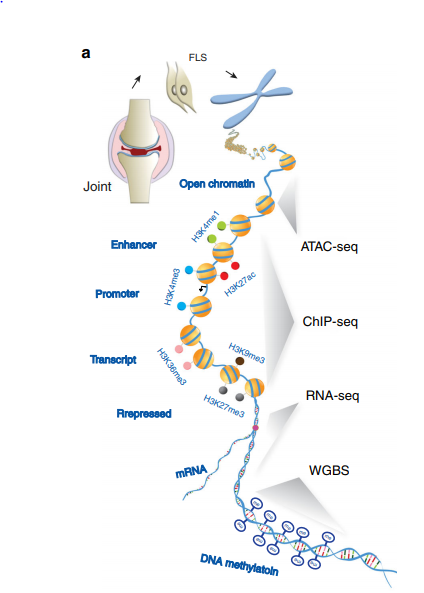 a
FLS
Joint
Open chromatin
H3K4me1
Enhancer
ATAC-seq
H3K27ac
H3K4me3
Promoter
ChIP-seq
H3K9me3
Transcript
H3K36me3
RNA-seq
H3K27me3
Rrepressed
mRNA
WGBS
DNA methylatoin